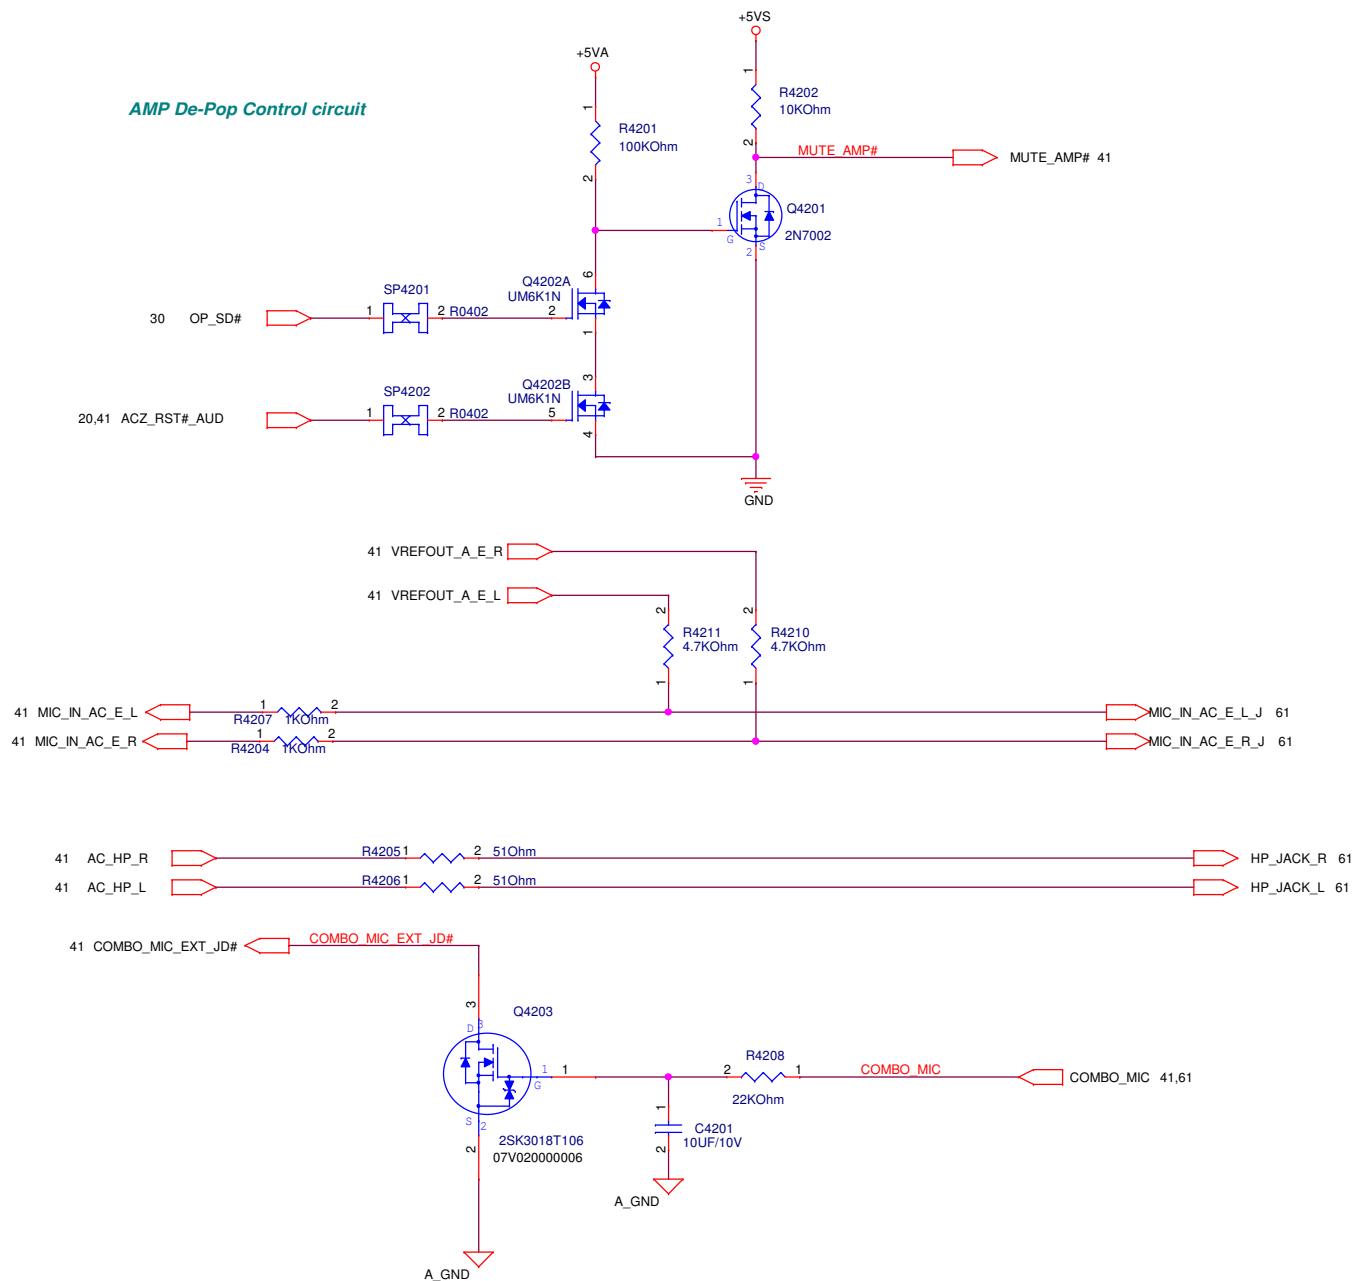 +5VS
+5VA
AMP De-Pop Control circuit
1
R4202
10KOhm
2
1
R4201
100KOhm
2
MUTE_AMP#
MUTE_AMP# 41
3
D
Q4201
1
G
2N7002
S
2
6
Q4202A
UM6K1N
SP4201
30 OP_SD#
1
2
R0402
2
1
3
Q4202B
UM6K1N
SP4202
20,41 ACZ_RST#_AUD
1
2
R0402
5
4
GND
41 VREFOUT_A_E_R
41 VREFOUT_A_E_L
2
R4211
4.7KOhm
1
2
R4210
4.7KOhm
1
41 MIC_IN_AC_E_L
1
2
R4207
1KOhm
MIC_IN_AC_E_L_J 61
41 MIC_IN_AC_E_R
1
2
R4204
1KOhm
MIC_IN_AC_E_R_J 61
41 AC_HP_R
R4205
1
2
51Ohm
HP_JACK_R 61
41 AC_HP_L
R4206
1
2
51Ohm
HP_JACK_L 61
41 COMBO_MIC_EXT_JD#
COMBO_MIC_EXT_JD#
3
Q4203
D
3
1
G
1
S
2
2
2SK3018T106
07V020000006
R4208
2
1
22KOhm
COMBO_MIC
COMBO_MIC 41,61
1
C4201
10UF/10V
2
A_GND
A_GND